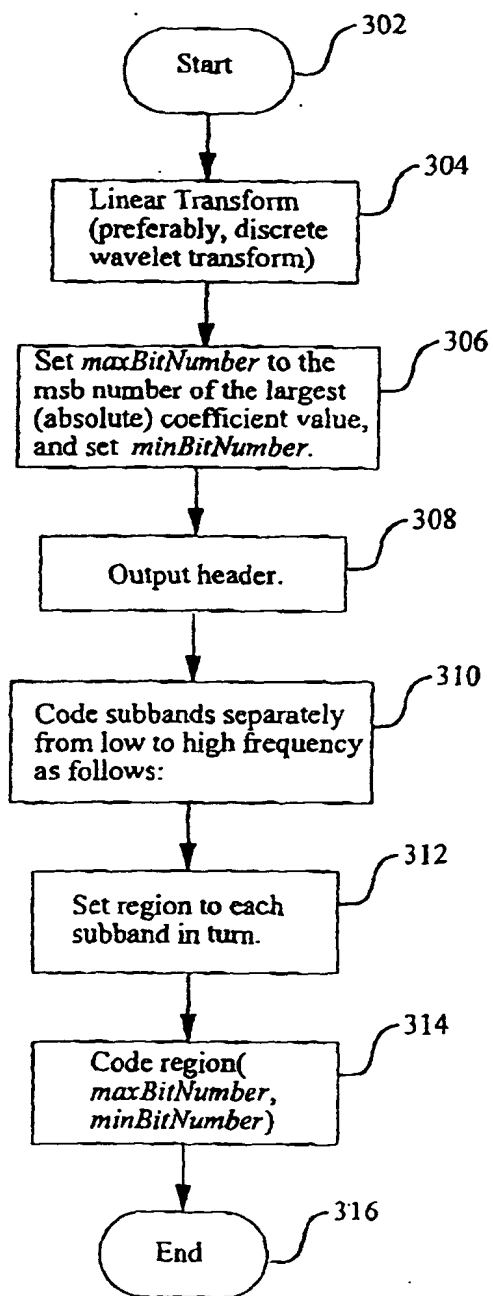 302
Start
304
Linear Transform
(preferably, discrete
wavelet transform)
306
Set maxBitNumber to the
msb number of the largest
(absolute) coefficient value,
and set minBitNumber.
308
Output header.
310
Code subbands separately
from low to high frequency
as follows:
312
Set region to each
subband in turn.
314
Code region(
maxBitNumber,
minBitNumber)
316
End